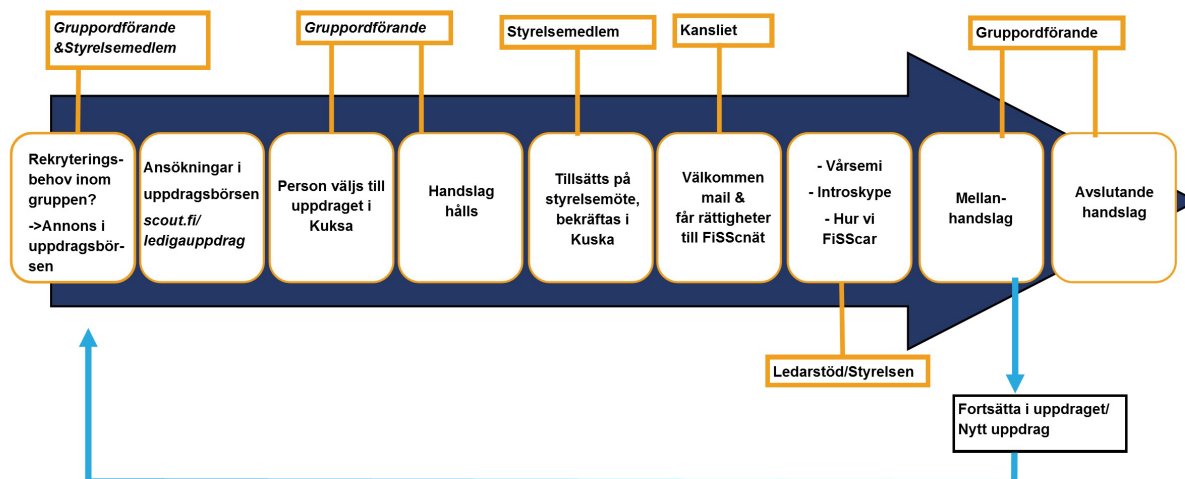 Gruppordförande
&Styrelsemedlem
Gruppordförande
Styrelsemedlem
Kansliet
Gruppordförande
Rekryterings-
behov inom
gruppen?
->Annons i
uppdragsbör-
sen
Ansökningar i
uppdragsbörsen
scout.fi/
ledigauppdrag
Person väljs till
uppdraget i
Kuksa
Handslag
hålls
Tillsätts på
styrelsemöte,
bekräftas i
Kuska
Välkommen
mail &
får rättigheter
till FiSScnät
- Vårsemi
- Introskype
- Hur vi
FiSScar
Mellan-
handslag
Avslutande
handslag
Ledarstöd/Styrelsen
Fortsätta i uppdraget/
Nytt uppdrag